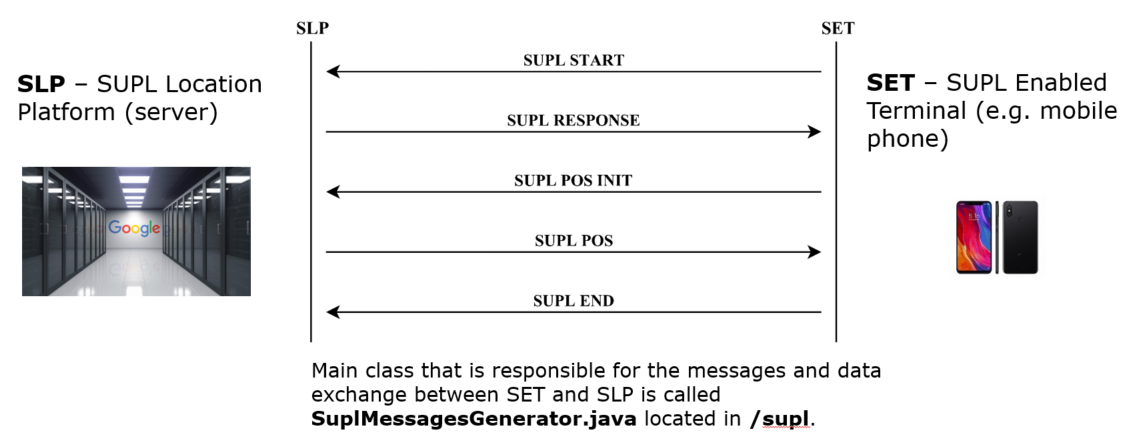 SLP
SET
SUPL START
SLP – SUPL Location
Platform (server)
SET – SUPL Enabled
Terminal (e.g. mobile
phone)
SUPL RESPONSE
SUPL POS INIT
Google
SUPL POS
SUPL END
Main class that is responsible for the messages and data
exchange between SET and SLP is called
SuplMessagesGenerator.java located in /supl.